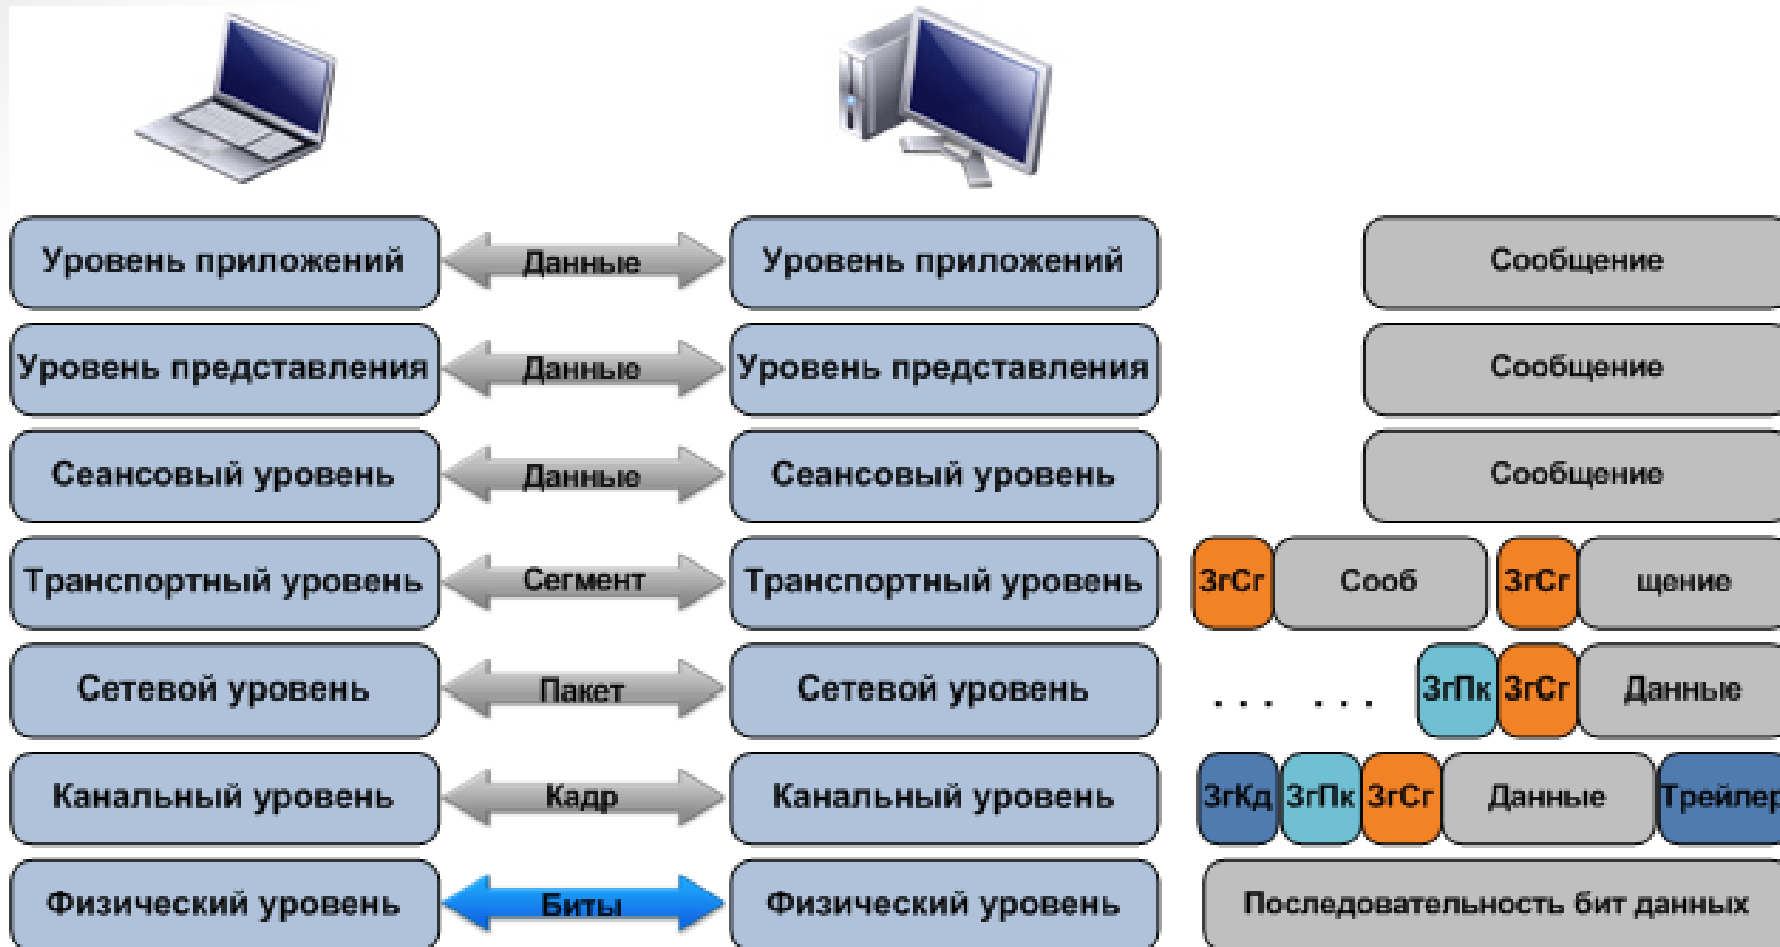 Уровень приложений Данные Уровень приложений Сообщение
Уровень представления Данные Уровень представления Сообщение
Сеансовый уровень Данные Сеансовый уровень Сообщение
Транспортный уровень Сегмент Транспортный уровень ЗгСг Сооб ЗгСг щение
Сетевой уровень Пакет Сетевой уровень ... ... ЗгПк ЗгСг Данные
Канальный уровень Кадр Канальный уровень ЗгКд ЗгПк ЗгСг Данные Трейлер
Физический уровень Биты Физический уровень Последовательность бит данных